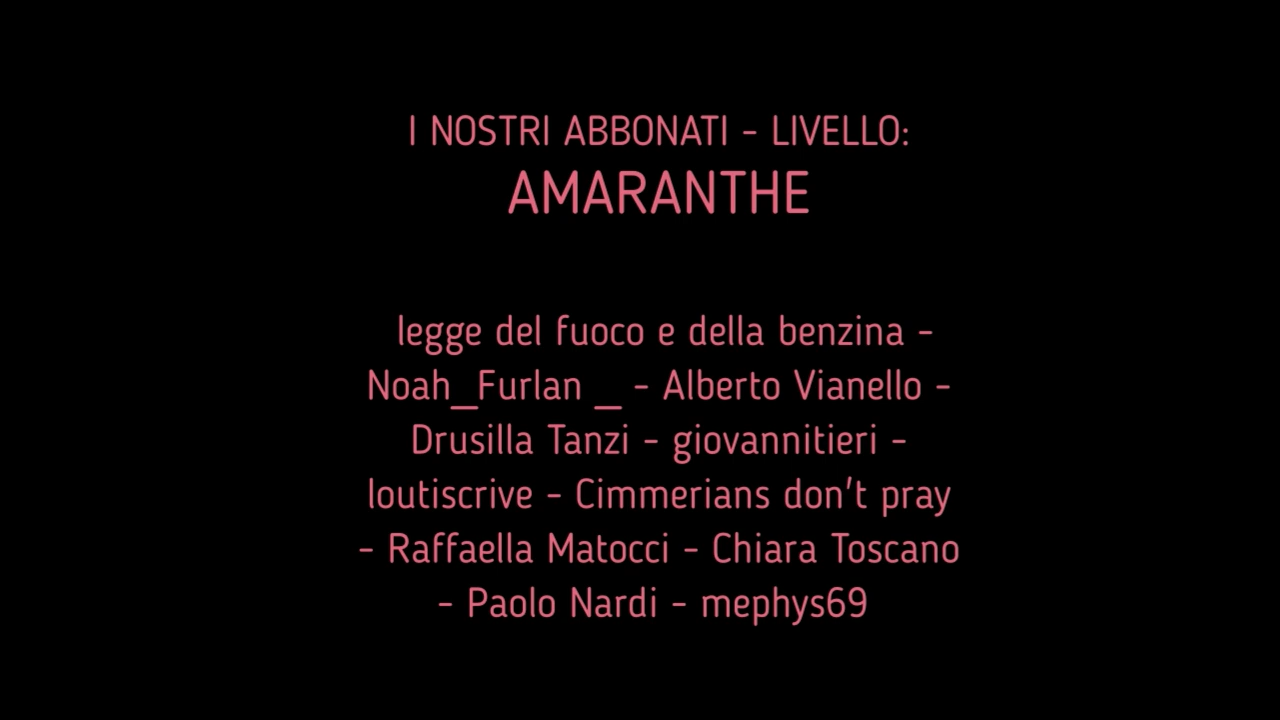 I NOSTRI ABBONATI - LIVELLO:
AMARANTHE
legge del fuoco e della benzina -
Noah_Furlan _ - Alberto Vianello -
Drusilla Tanzi - giovannitieri -
loutiscrive - Cimmerians don't pray
- Raffaella Matocci - Chiara Toscano
- Paolo Nardi - mephys69